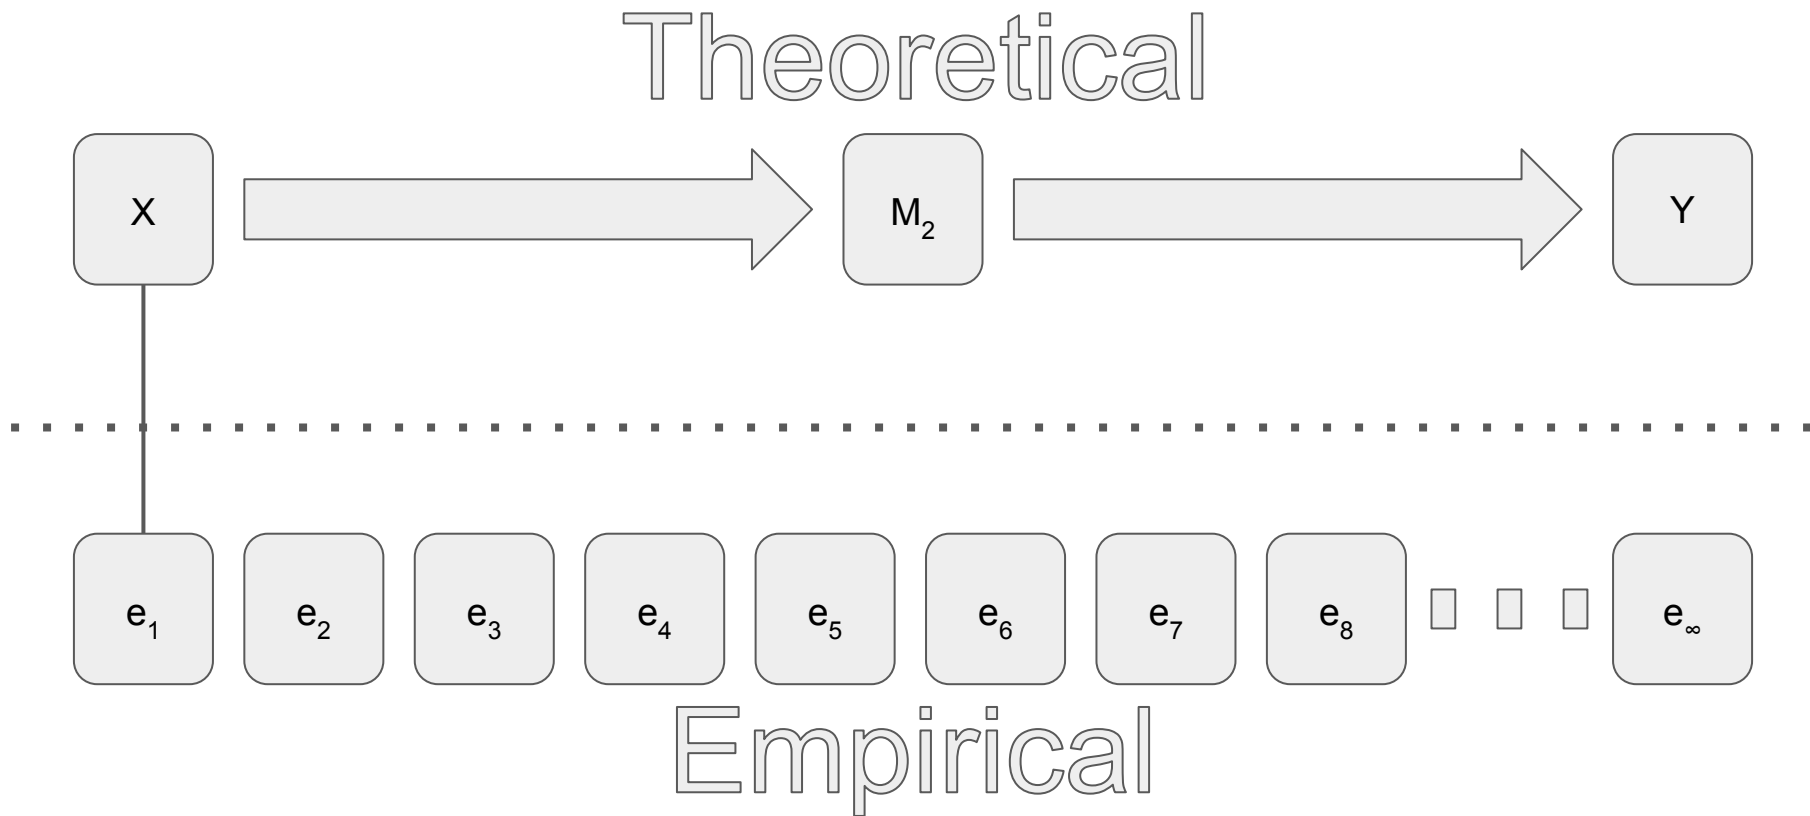 Theoretical
X M₂ Y
e₁ e₂ e₃ e₄ e₅ e₆ e₇ e₈ e∞
Empirical